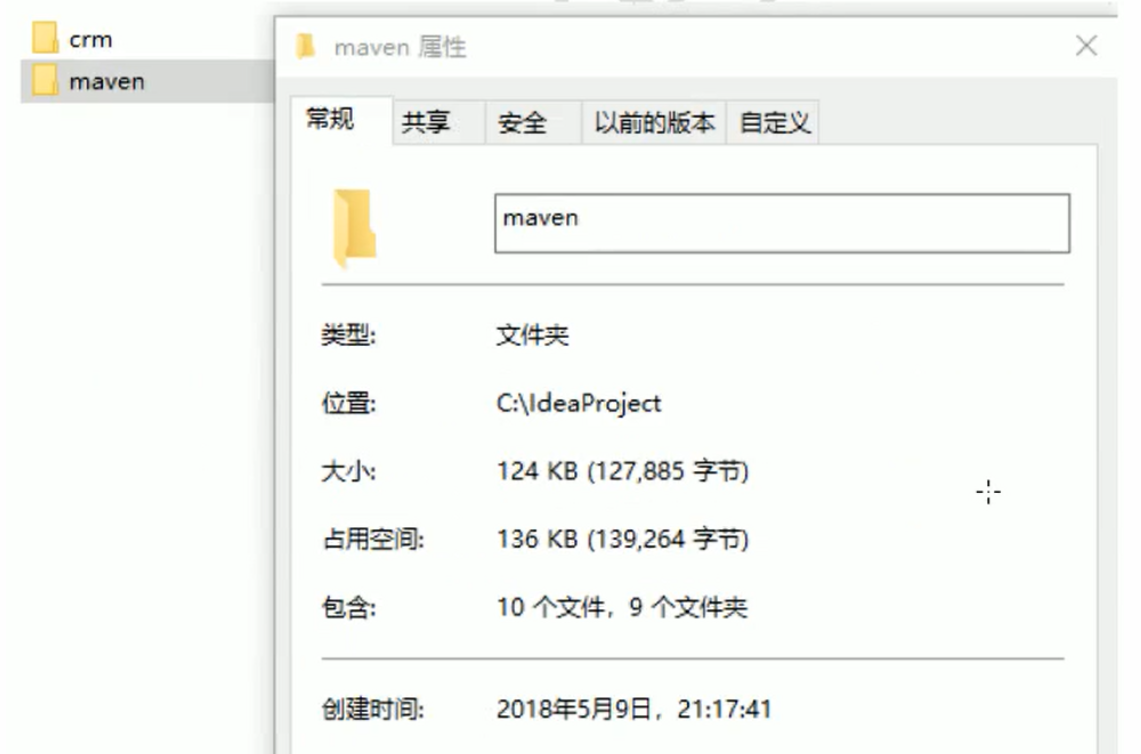 crm
maven
maven 属性
常规 共享 安全 以前的版本 自定义
maven
类型: 文件夹
位置: C:\IdeaProject
大小: 124 KB (127,885 字节)
占用空间: 136 KB (139,264 字节)
包含: 10 个文件，9 个文件夹
创建时间: 2018年5月9日，21:17:41